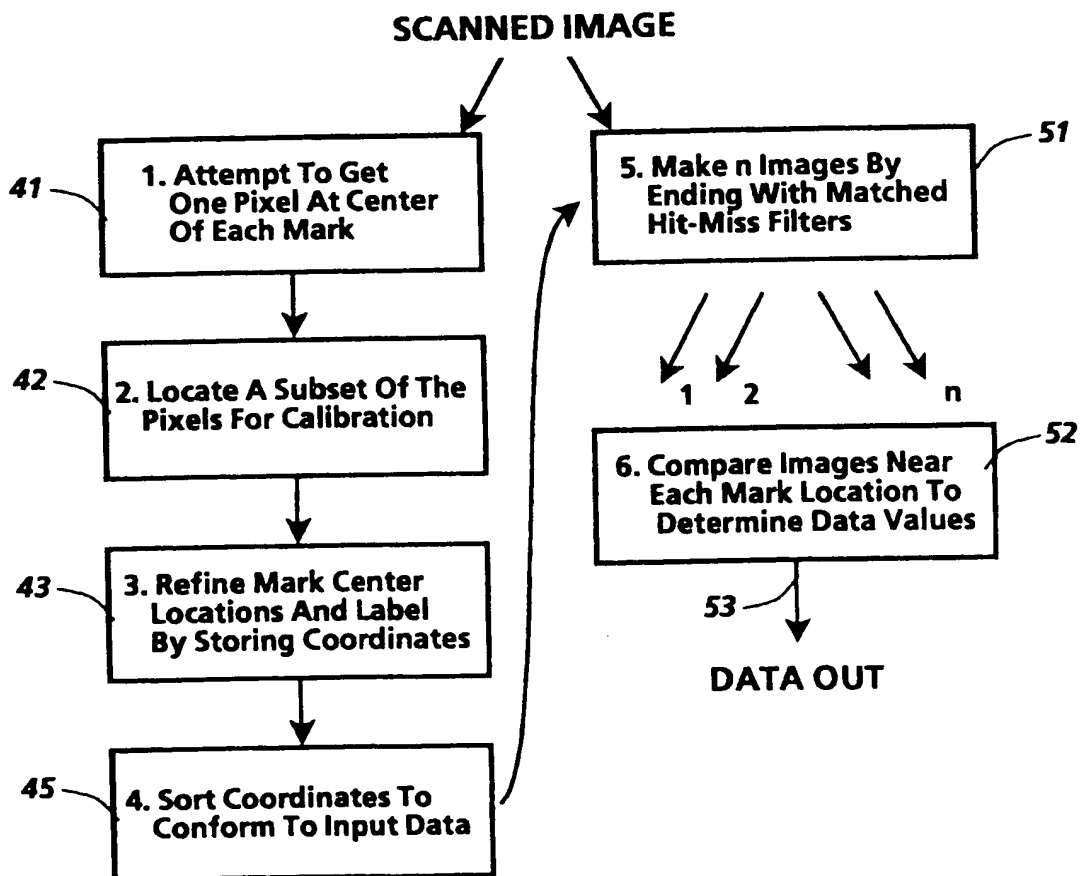 SCANNED IMAGE
41
1. Attempt To Get
One Pixel At Center
Of Each Mark
42
2. Locate A Subset Of The
Pixels For Calibration
43
3. Refine Mark Center
Locations And Label
By Storing Coordinates
45
4. Sort Coordinates To
Conform To Input Data
51
5. Make n Images By
Ending With Matched
Hit-Miss Filters
1 2 n
52
6. Compare Images Near
Each Mark Location To
Determine Data Values
53
DATA OUT